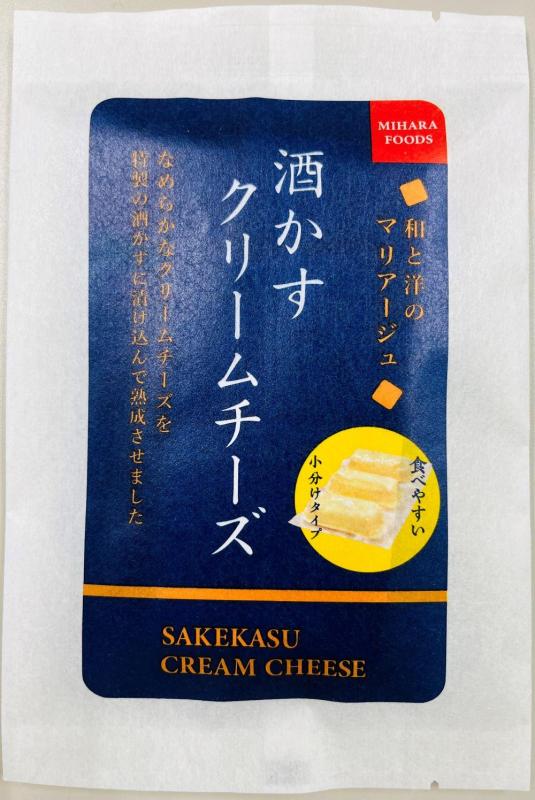 MIHARA
FOODS
和と洋の
マリアージュ
酒かす
クリームチーズ
なめらかなクリームチーズを
特製の酒かすに漬け込んで熟成させました
食べやすい
小分けタイプ
SAKEKASU
CREAM CHEESE